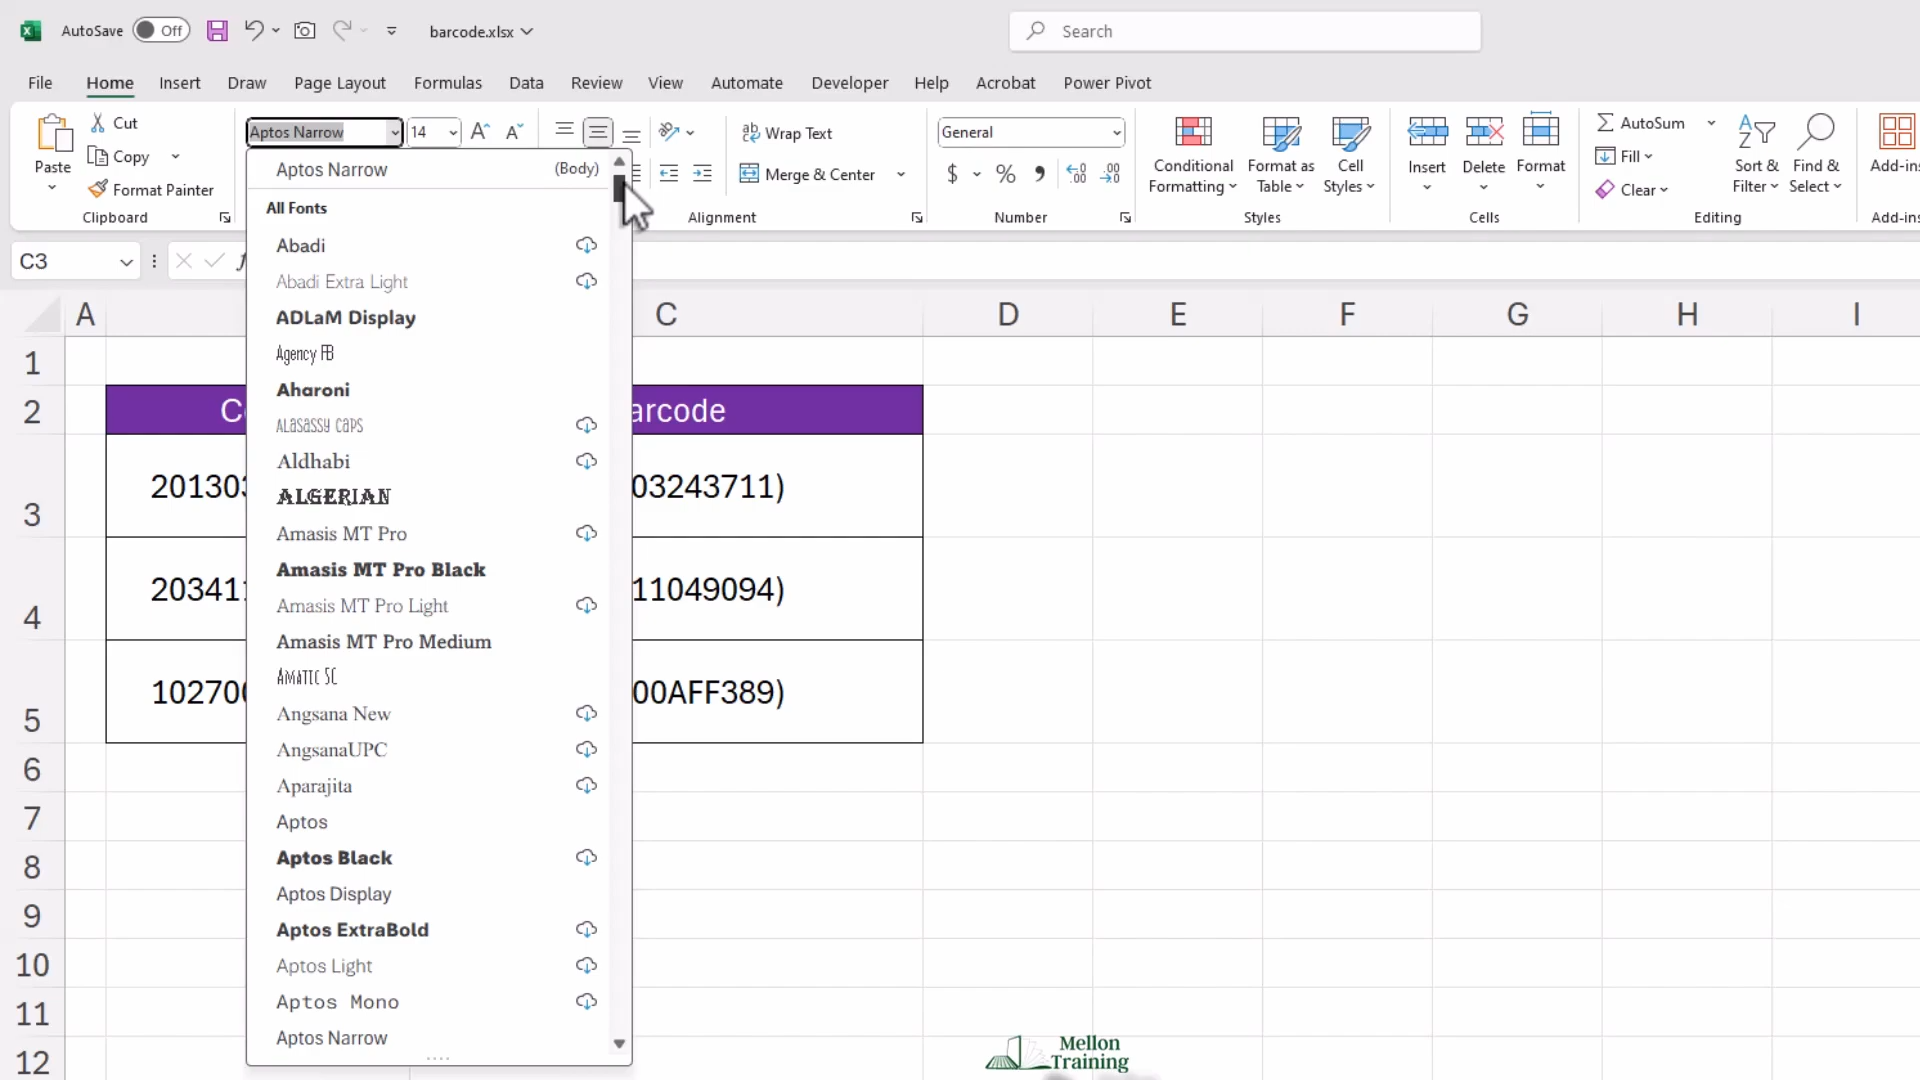 AutoSave Off barcode.xlsx Search
File Home Insert Draw Page Layout Formulas Data Review View Automate Developer Help Acrobat Power Pivot
Paste Cut Copy Format Painter Clipboard
Aptos Narrow 14
Wrap Text Merge & Center Alignment
General $ % Number
Conditional Formatting Format as Table Cell Styles Styles
Insert Delete Format Cells
AutoSum Fill Clear Sort & Filter Find & Select Editing
Add-ins
C3
Aptos Narrow (Body)
All Fonts
Abadi
Abadi Extra Light
ADLaM Display
Agency FB
Aharoni
ALaSaSSY CaPS
Aldhabi
ALGERIAN
Amasis MT Pro
Amasis MT Pro Black
Amasis MT Pro Light
Amasis MT Pro Medium
AMATIC SC
Angsana New
AngsanaUPC
Aparajita
Aptos
Aptos Black
Aptos Display
Aptos ExtraBold
Aptos Light
Aptos Mono
Aptos Narrow
A C D E F G H I
1
2 arcode
3 20130 03243711)
4 20341 11049094)
5 10270 00AFF389)
6
7
8
9
10
11
12
Mellon
Training